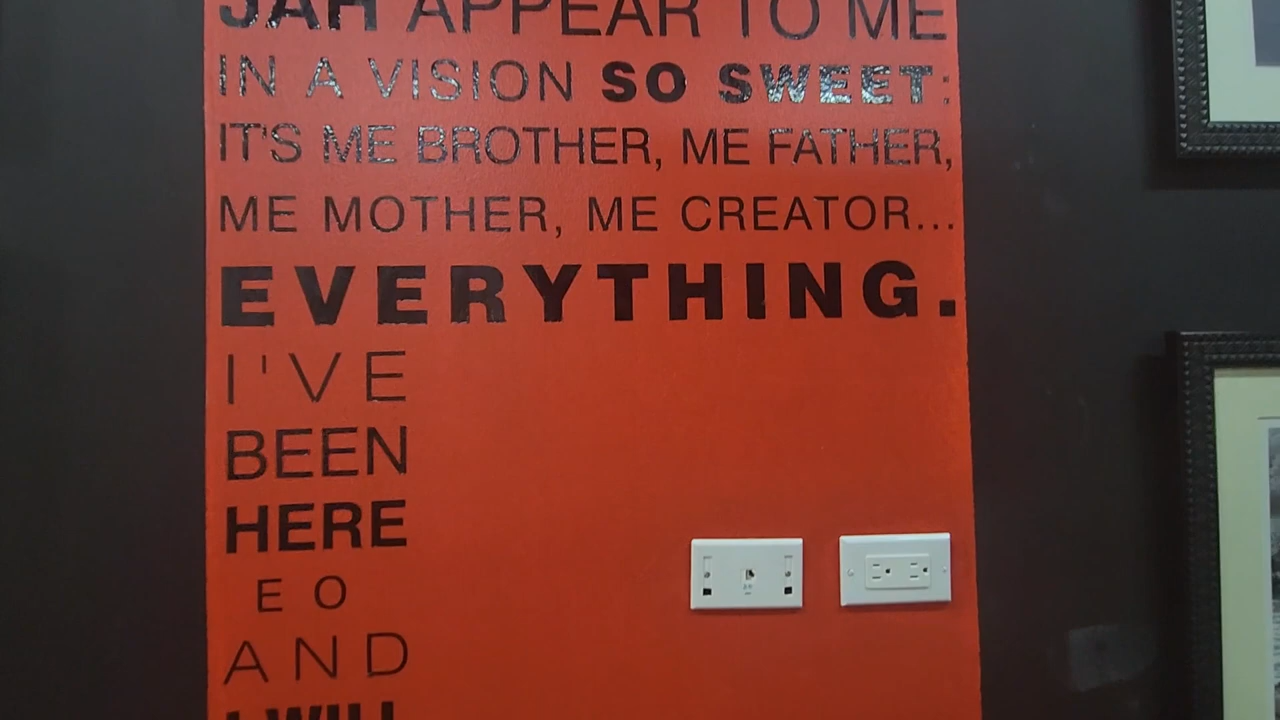 JAH APPEAR TO ME
IN A VISION SO SWEET:
IT'S ME BROTHER, ME FATHER,
ME MOTHER, ME CREATOR...
EVERYTHING.
I'VE
BEEN
HERE
E O
AND
I WILL